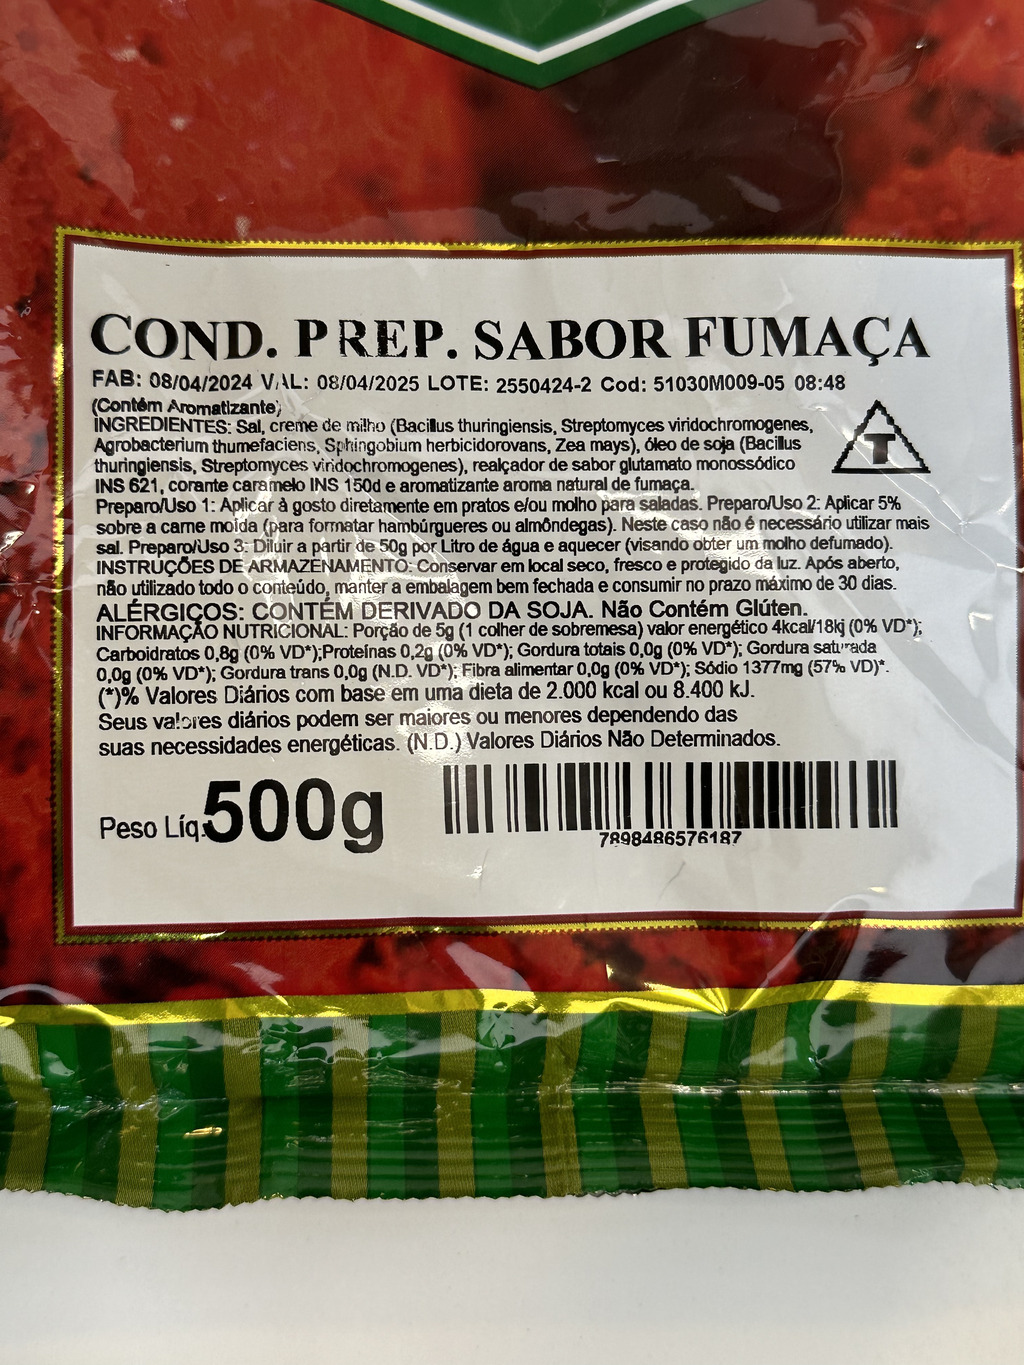 COND. PREP. SABOR FUMAÇA
FAB: 08/04/2024 VAL: 08/04/2025 LOTE: 2550424-2 Cod: 51030M009-05 08:48
(Contém Aromatizante)
INGREDIENTES: Sal, creme de milho (Bacillus thuringiensis, Streptomyces viridochromogenes,
Agrobacterium thumefaciens, Sphingobium herbicidorovans, Zea mays), óleo de soja (Bacillus
thuringiensis, Streptomyces viridochromogenes), realçador de sabor glutamato monossódico
INS 621, corante caramelo INS 150d e aromatizante aroma natural de fumaça.
T
Preparo/Uso 1: Aplicar à gosto diretamente em pratos e/ou molho para saladas. Preparo/Uso 2: Aplicar 5%
sobre a carne moída (para formatar hambúrgueres ou almôndegas). Neste caso não é necessário utilizar mais
sal. Preparo/Uso 3: Diluir a partir de 50g por Litro de água e aquecer (visando obter um molho defumado).
INSTRUÇÕES DE ARMAZENAMENTO: Conservar em local seco, fresco e protegido da luz. Após aberto,
não utilizado todo o conteúdo, manter a embalagem bem fechada e consumir no prazo máximo de 30 dias.
ALÉRGICOS: CONTÉM DERIVADO DA SOJA. Não Contém Glúten.
INFORMAÇÃO NUTRICIONAL: Porção de 5g (1 colher de sobremesa) valor energético 4kcal/18kj (0% VD*);
Carboidratos 0,8g (0% VD*);Proteínas 0,2g (0% VD*); Gordura totais 0,0g (0% VD*); Gordura saturada
0,0g (0% VD*); Gordura trans 0,0g (N.D. VD*); Fibra alimentar 0,0g (0% VD*); Sódio 1377mg (57% VD)*.
(*)% Valores Diários com base em uma dieta de 2.000 kcal ou 8.400 kJ.
Seus valores diários podem ser maiores ou menores dependendo das
suas necessidades energéticas. (N.D.) Valores Diários Não Determinados.
Peso Líq.500g
7898486576187